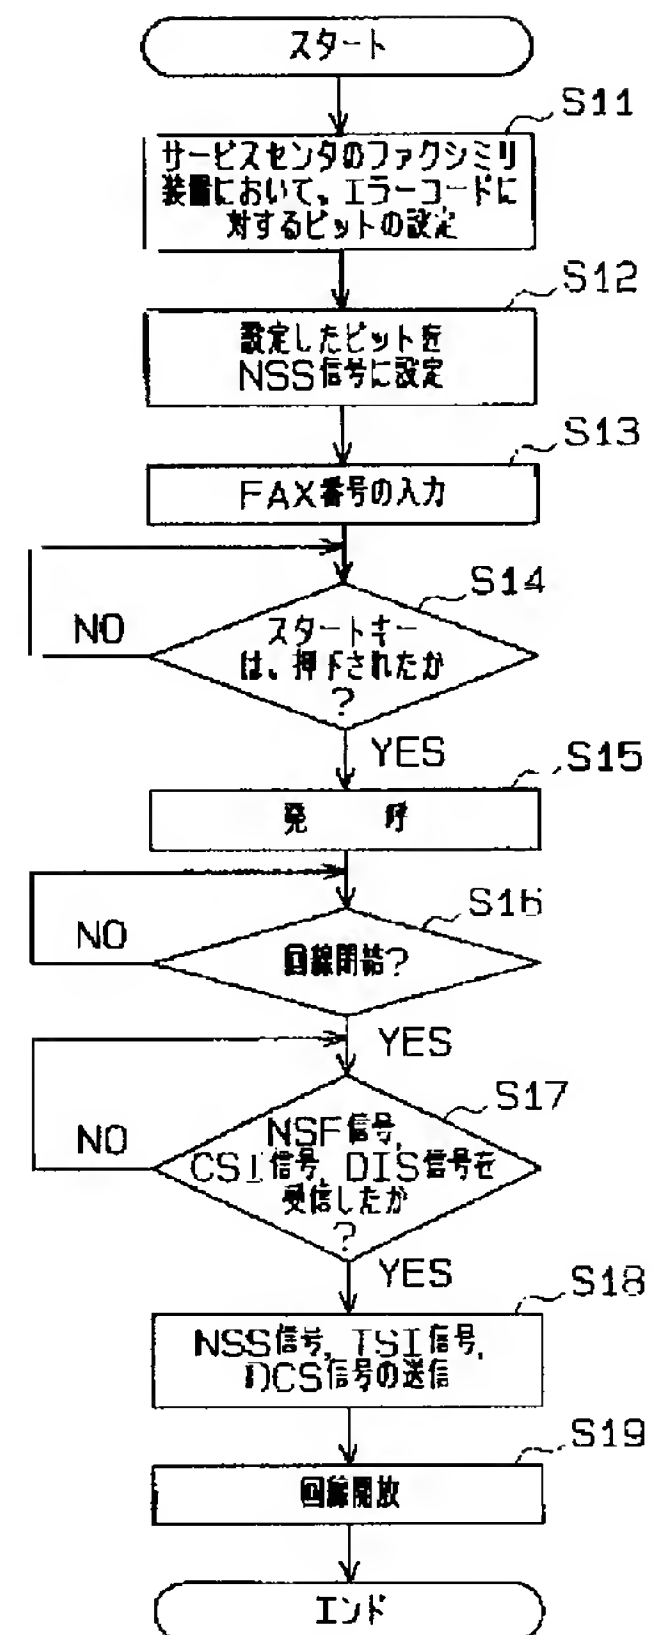 スタート
S11
サービスセンタのファクシミリ
装置において、エラーコードに
対するビットの設定
S12
設定したビットを
NSS信号に設定
S13
FAX番号の入力
S14
NO
スタートキー
は、押下されたか
?
YES
S15
発 呼
S16
NO
回線閉結?
YES
S17
NO
NSF信号,
CSI信号, DIS信号を
受信したか
?
YES
S18
NSS信号, TSI信号,
DCS信号の送信
S19
回線開放
エンド